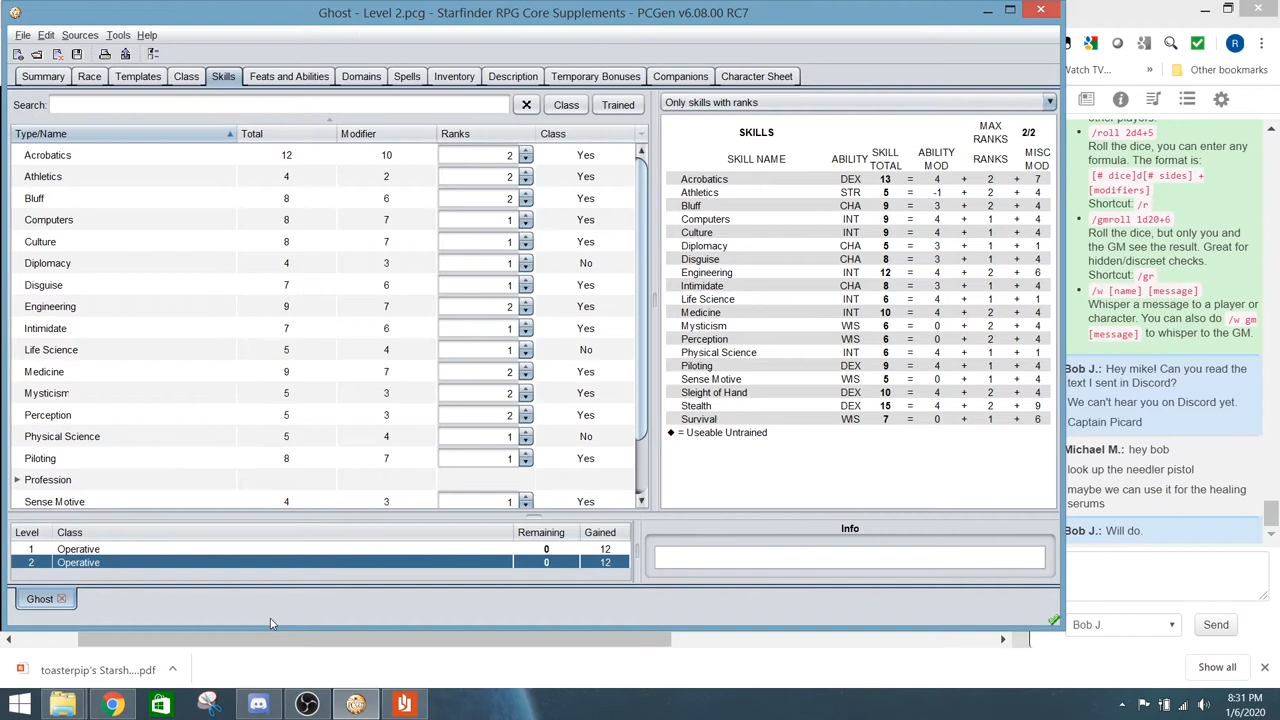 Ghost - Level 2.pcg - Starfinder RPG Core Supplements - PCGen v6.08.00 RC7
File Edit Sources Tools Help
Summary Race Templates Class Skills Feats and Abilities Domains Spells Inventory Description Temporary Bonuses Companions Character Sheet
Search: Class Trained
Type/Name Total Modifier Ranks Class
Acrobatics 12 10 2 Yes
Athletics 4 2 2 Yes
Bluff 8 6 2 Yes
Computers 8 7 1 Yes
Culture 8 7 1 Yes
Diplomacy 4 3 1 No
Disguise 7 6 1 Yes
Engineering 9 7 2 Yes
Intimidate 7 6 1 Yes
Life Science 5 4 1 No
Medicine 9 7 2 Yes
Mysticism 5 3 2 Yes
Perception 5 3 2 Yes
Physical Science 5 4 1 No
Piloting 8 7 1 Yes
Profession
Sense Motive 4 3 1 Yes
Level Class Remaining Gained
1 Operative 0 12
2 Operative 0 12
Ghost
Only skills with ranks
SKILLS MAX RANKS 2/2
SKILL NAME ABILITY SKILL TOTAL ABILITY MOD RANKS MISC MOD
Acrobatics DEX 13 = 4 + 2 + 7
Athletics STR 5 = -1 + 2 + 4
Bluff CHA 9 = 3 + 2 + 4
Computers INT 9 = 4 + 1 + 4
Culture INT 9 = 4 + 1 + 4
Diplomacy CHA 5 = 3 + 1 + 1
Disguise CHA 8 = 3 + 1 + 4
Engineering INT 12 = 4 + 2 + 6
Intimidate CHA 8 = 3 + 1 + 4
Life Science INT 6 = 4 + 1 + 1
Medicine INT 10 = 4 + 2 + 4
Mysticism WIS 6 = 0 + 2 + 4
Perception WIS 6 = 0 + 2 + 4
Physical Science INT 6 = 4 + 1 + 1
Piloting DEX 9 = 4 + 1 + 4
Sense Motive WIS 5 = 0 + 1 + 4
Sleight of Hand DEX 10 = 4 + 2 + 4
Stealth DEX 15 = 4 + 2 + 9
Survival WIS 7 = 0 + 1 + 6
◆ = Useable Untrained
Info
R
Watch TV... » Other bookmarks
other players.
• /roll 2d4+5
Roll the dice, you can enter any
formula. The format is:
[# dice]d[# sides] +
[modifiers]
Shortcut: /r
• /gmroll 1d20+6
Roll the dice, but only you and
the GM see the result. Great for
hidden/discreet checks.
Shortcut: /gr
• /w [name] [message]
Whisper a message to a player or
character. You can also do /w gm
[message] to whisper to the GM.
Bob J.: Hey mike! Can you read the
text I sent in Discord?
We can't hear you on Discord yet.
Captain Picard
Michael M.: hey bob
look up the needler pistol
maybe we can use it for the healing
serums
Bob J.: Will do.
Bob J. Send
toasterpip's Starsh....pdf
Show all
8:31 PM
1/6/2020